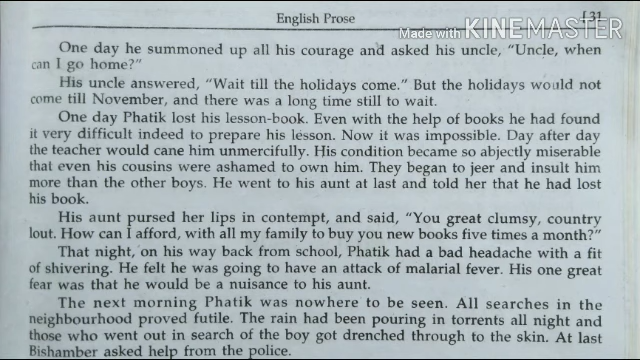 English Prose
[31
Made with KINEMASTER
One day he summoned up all his courage and asked his uncle, "Uncle, when
can I go home?"
His uncle answered, "Wait till the holidays come." But the holidays would not
come till November, and there was a long time still to wait.
One day Phatik lost his lesson-book. Even with the help of books he had found
it very difficult indeed to prepare his lesson. Now it was impossible. Day after day
the teacher would cane him unmercifully. His condition became so abjectly miserable
that even his cousins were ashamed to own him. They began to jeer and insult him
more than the other boys. He went to his aunt at last and told her that he had lost
his book.
His aunt pursed her lips in contempt, and said, "You great clumsy, country
lout. How can I afford, with all my family to buy you new books five times a month?"
That night, on his way back from school, Phatik had a bad headache with a fit
of shivering. He felt he was going to have an attack of malarial fever. His one great
fear was that he would be a nuisance to his aunt.
The next morning Phatik was nowhere to be seen. All searches in the
neighbourhood proved futile. The rain had been pouring in torrents all night and
those who went out in search of the boy got drenched through to the skin. At last
Bishamber asked help from the police.